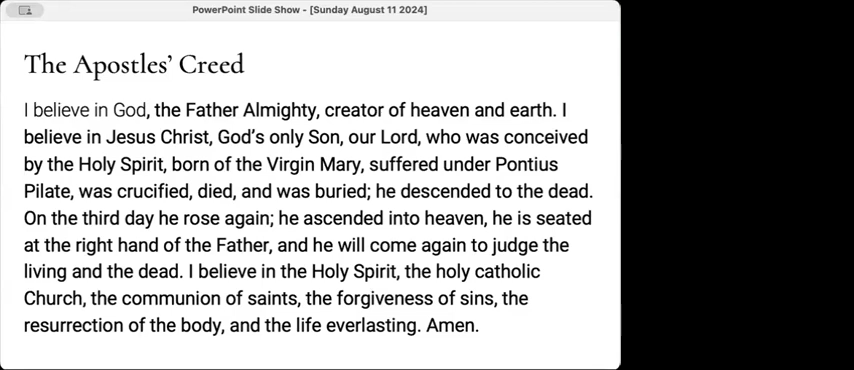 PowerPoint Slide Show - [Sunday August 11 2024]
The Apostles’ Creed
I believe in God, the Father Almighty, creator of heaven and earth. I
believe in Jesus Christ, God’s only Son, our Lord, who was conceived
by the Holy Spirit, born of the Virgin Mary, suffered under Pontius
Pilate, was crucified, died, and was buried; he descended to the dead.
On the third day he rose again; he ascended into heaven, he is seated
at the right hand of the Father, and he will come again to judge the
living and the dead. I believe in the Holy Spirit, the holy catholic
Church, the communion of saints, the forgiveness of sins, the
resurrection of the body, and the life everlasting. Amen.